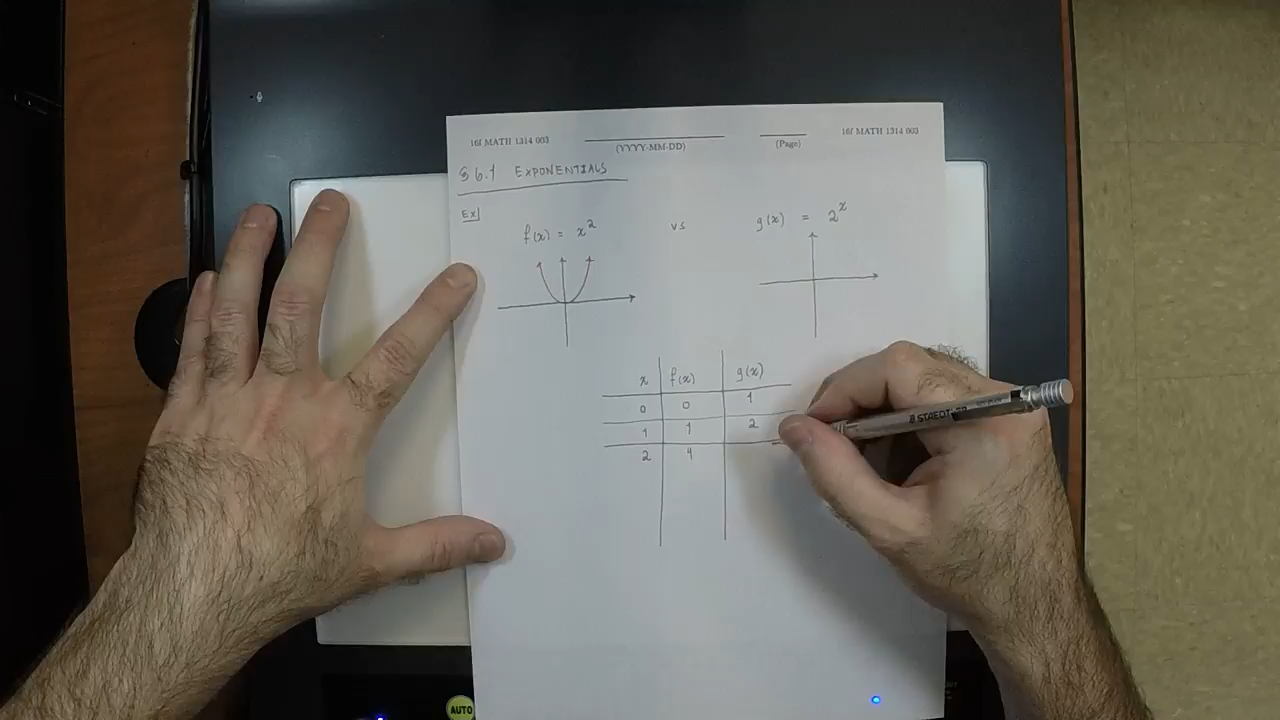 16f MATH 1314 003 (YYYY-MM-DD) (Page) 16f MATH 1314 003
§ 6.1 EXPONENTIALS
Ex|
f(x) = x² vs g(x) = 2ˣ
x f(x) g(x)
0 0 1
1 1 2
2 4
STAEDTLER
AUTO